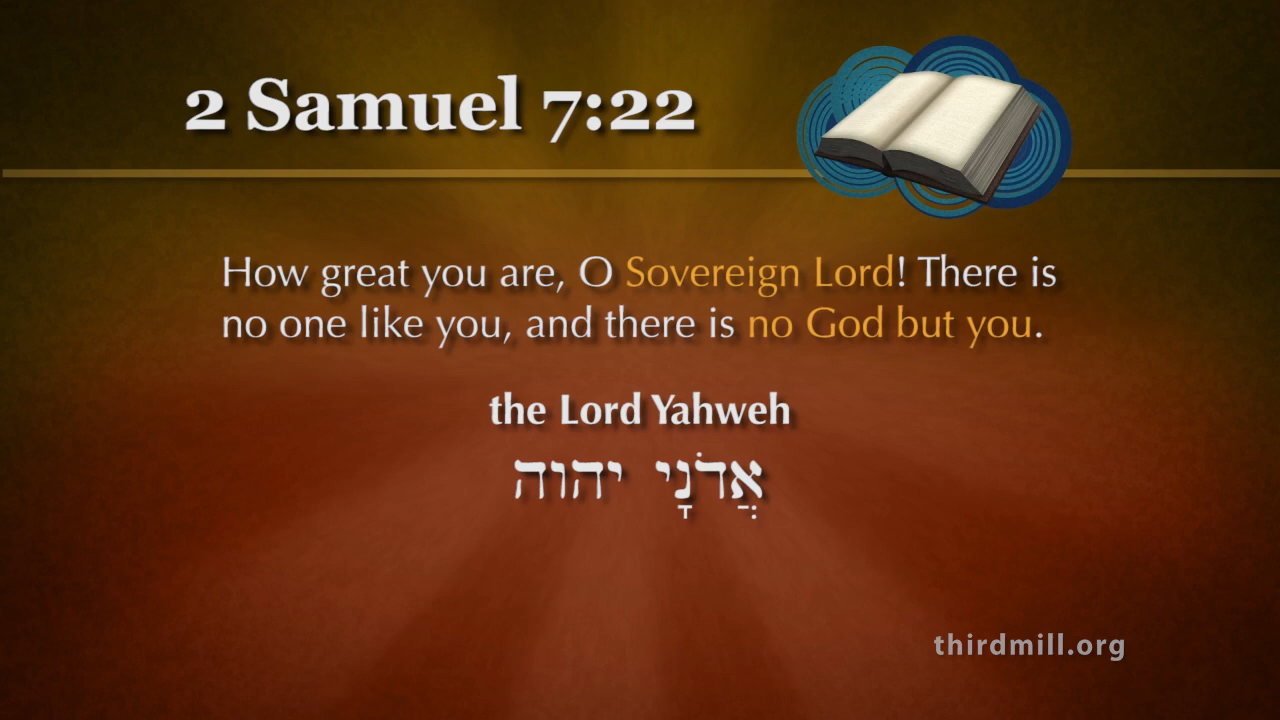 2 Samuel 7:22
How great you are, O Sovereign Lord! There is
no one like you, and there is no God but you.
the Lord Yahweh
אֲדֹנָי יהוה
thirdmill.org